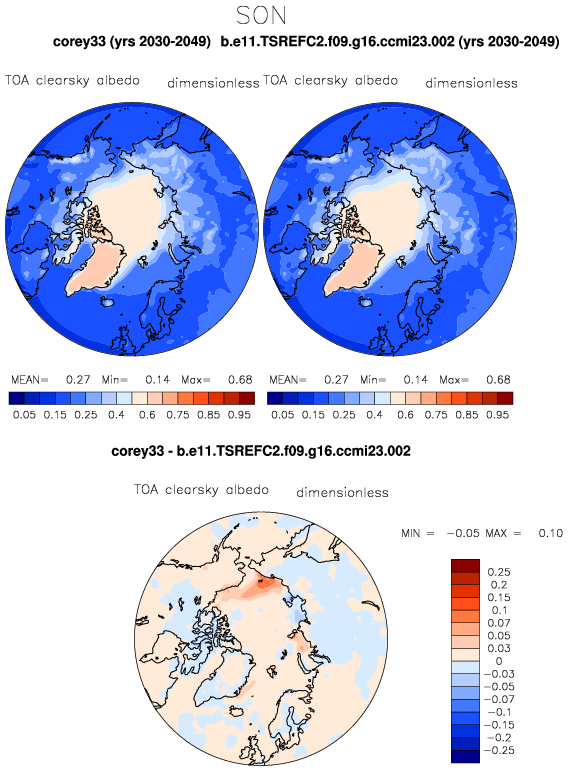 SON
corey33 (yrs 2030-2049) b.e11.TSREFC2.f09.g16.ccmi23.002 (yrs 2030-2049)
TOA clearsky albedo dimensionless TOA clearsky albedo dimensionless
MEAN= 0.27 Min= 0.14 Max= 0.68 MEAN= 0.27 Min= 0.14 Max= 0.68
0.05 0.15 0.25 0.4 0.6 0.75 0.85 0.95 0.05 0.15 0.25 0.4 0.6 0.75 0.85 0.95
corey33 - b.e11.TSREFC2.f09.g16.ccmi23.002
TOA clearsky albedo dimensionless
MIN = -0.05 MAX = 0.10
0.25
0.2
0.15
0.1
0.07
0.05
0.03
0
-0.03
-0.05
-0.07
-0.1
-0.15
-0.2
-0.25